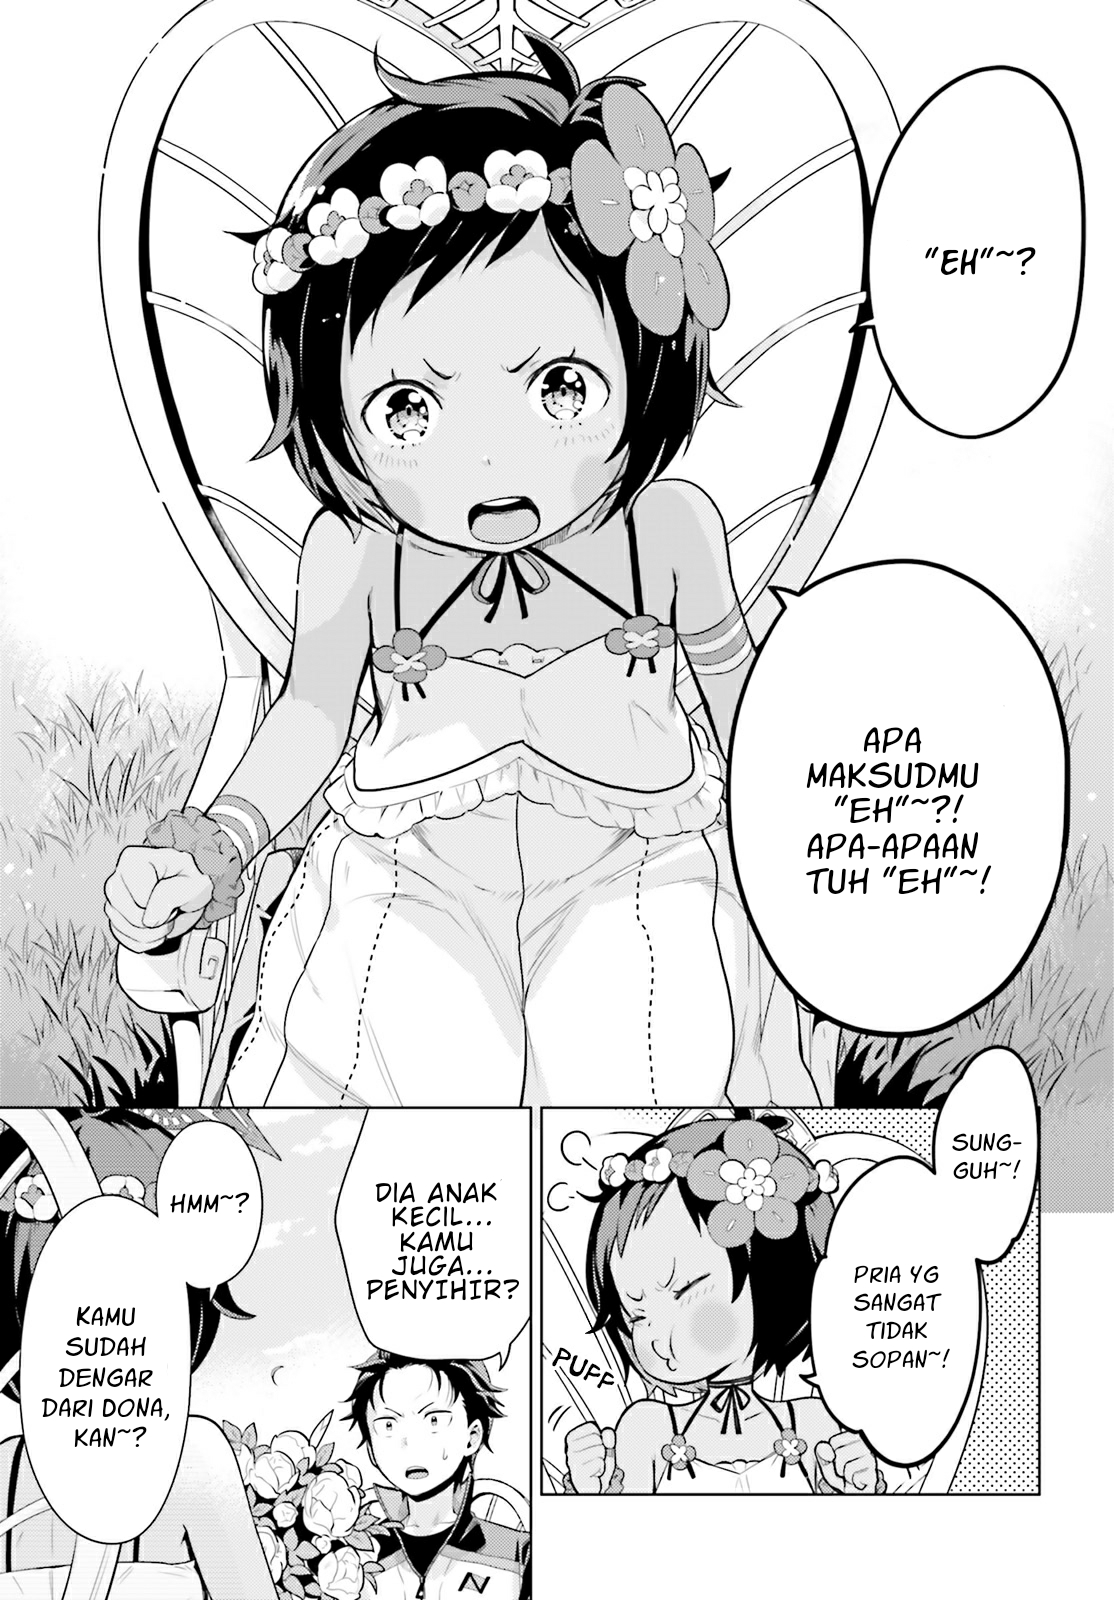 "EH"~?
APA
MAKSUDMU
"EH"~?!
APA-APAAN
TUH "EH"~!
SUNG-
GUH~!
PRIA YG
SANGAT
TIDAK
SOPAN~!
PUFF
DIA ANAK
KECIL...
KAMU
JUGA...
PENYIHIR?
HMM~?
KAMU
SUDAH
DENGAR
DARI DONA,
KAN~?
N